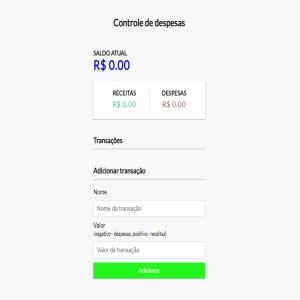 Controle de despesas
SALDO ATUAL
R$ 0.00
RECEITAS DESPESAS
R$ 0.00 R$ 0.00
Transações
Adicionar transação
Nome
Nome da transação
Valor
(negativo - despesas, positivo - receitas)
Valor da transação
Adicionar